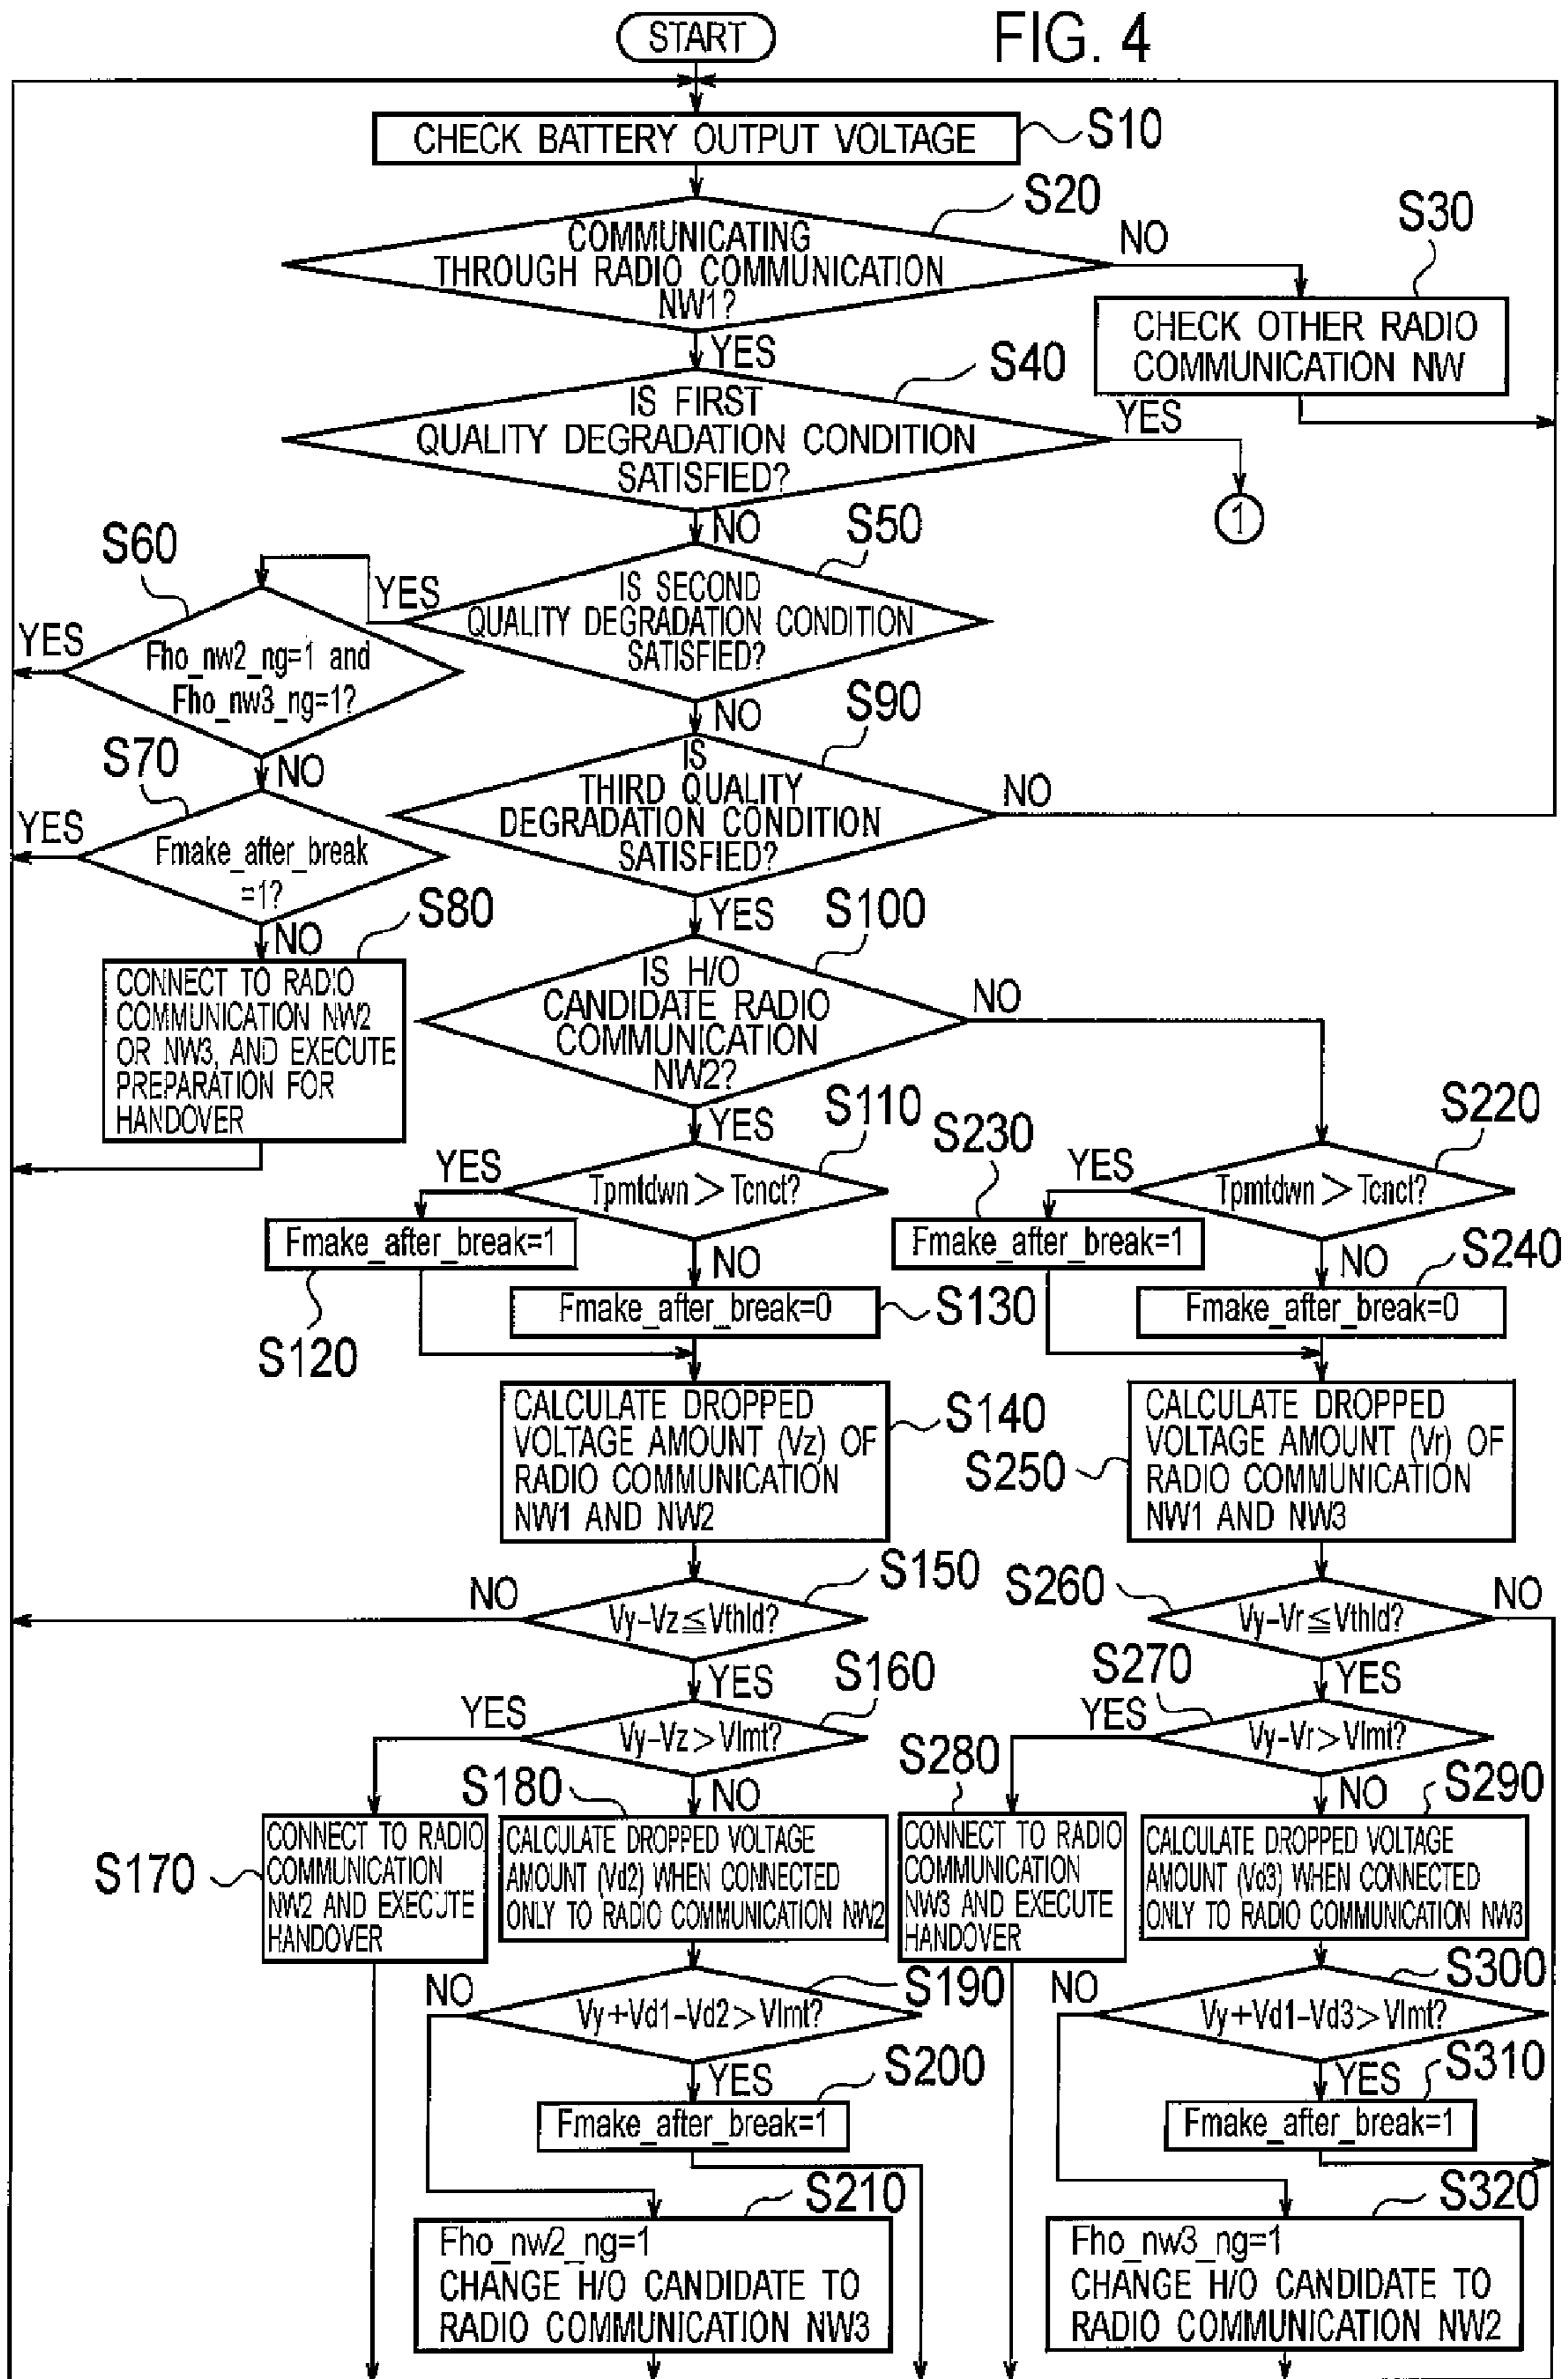 FIG. 4
START
CHECK BATTERY OUTPUT VOLTAGE
S10
COMMUNICATING
THROUGH RADIO COMMUNICATION
NW1?
S20
NO
S30
CHECK OTHER RADIO
COMMUNICATION NW
YES
S40
IS FIRST
QUALITY DEGRADATION CONDITION
SATISFIED?
YES
1
NO
S50
IS SECOND
QUALITY DEGRADATION CONDITION
SATISFIED?
YES
S60
Fho_nw2_ng=1 and
Fho_nw3_ng=1?
YES
NO
S70
Fmake_after_break
=1?
YES
NO
S80
CONNECT TO RADIO
COMMUNICATION NW2
OR NW3, AND EXECUTE
PREPARATION FOR
HANDOVER
NO
S90
IS
THIRD QUALITY
DEGRADATION CONDITION
SATISFIED?
NO
YES
S100
IS H/O
CANDIDATE RADIO
COMMUNICATION
NW2?
NO
YES
S110
Tpmtdwn > Tcnct?
YES
Fmake_after_break=1
S120
NO
Fmake_after_break=0
S130
S220
Tpmtdwn > Tcnct?
YES
S230
Fmake_after_break=1
NO
S240
Fmake_after_break=0
CALCULATE DROPPED
VOLTAGE AMOUNT (Vz) OF
RADIO COMMUNICATION
NW1 AND NW2
S140
S250
CALCULATE DROPPED
VOLTAGE AMOUNT (Vr) OF
RADIO COMMUNICATION
NW1 AND NW3
S150
Vy-Vz≦Vthld?
NO
YES
S260
Vy-Vr≦Vthld?
NO
YES
S160
Vy-Vz>Vlmt?
YES
NO
S270
Vy-Vr>Vlmt?
YES
NO
S170
CONNECT TO RADIO
COMMUNICATION
NW2 AND EXECUTE
HANDOVER
S180
CALCULATE DROPPED VOLTAGE
AMOUNT (Vd2) WHEN CONNECTED
ONLY TO RADIO COMMUNICATION NW2
S280
CONNECT TO RADIO
COMMUNICATION
NW3 AND EXECUTE
HANDOVER
S290
CALCULATE DROPPED VOLTAGE
AMOUNT (Vd3) WHEN CONNECTED
ONLY TO RADIO COMMUNICATION NW3
S190
Vy+Vd1-Vd2>Vlmt?
NO
YES
S200
Fmake_after_break=1
S300
Vy+Vd1-Vd3>Vlmt?
NO
YES
S310
Fmake_after_break=1
S210
Fho_nw2_ng=1
CHANGE H/O CANDIDATE TO
RADIO COMMUNICATION NW3
S320
Fho_nw3_ng=1
CHANGE H/O CANDIDATE TO
RADIO COMMUNICATION NW2